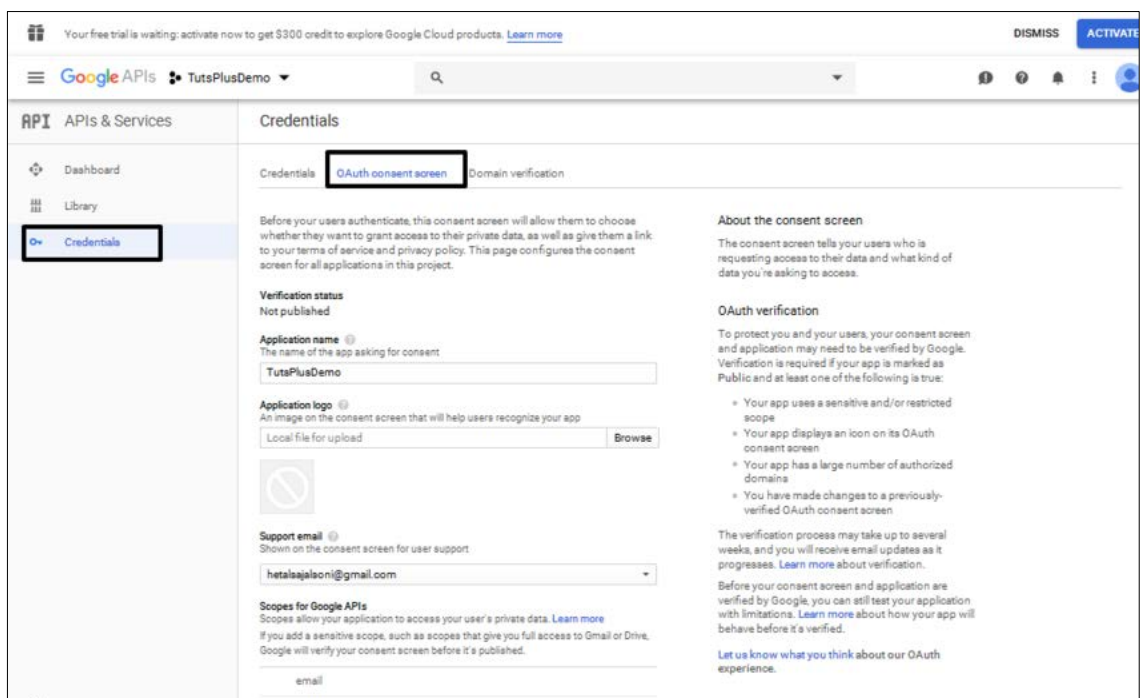 Your free trial is waiting: activate now to get $300 credit to explore Google Cloud products. Learn more
DISMISS
ACTIVATE
Google APIs
TutsPlusDemo
API APIs & Services
Dashboard
Library
Credentials
Credentials
Credentials
OAuth consent screen
Domain verification
Before your users authenticate, this consent screen will allow them to choose
whether they want to grant access to their private data, as well as give them a link
to your terms of service and privacy policy. This page configures the consent
screen for all applications in this project.
Verification status
Not published
Application name
The name of the app asking for consent
TutsPlusDemo
Application logo
An image on the consent screen that will help users recognize your app
Local file for upload
Browse
Support email
Shown on the consent screen for user support
hetalsajalsoni@gmail.com
Scopes for Google APIs
Scopes allow your application to access your user's private data. Learn more
If you add a sensitive scope, such as scopes that give you full access to Gmail or Drive,
Google will verify your consent screen before it's published.
email
About the consent screen
The consent screen tells your users who is
requesting access to their data and what kind of
data you're asking to access.
OAuth verification
To protect you and your users, your consent screen
and application may need to be verified by Google.
Verification is required if your app is marked as
Public and at least one of the following is true:
Your app uses a sensitive and/or restricted
scope
Your app displays an icon on its OAuth
consent screen
Your app has a large number of authorized
domains
You have made changes to a previously-
verified OAuth consent screen
The verification process may take up to several
weeks, and you will receive email updates as it
progresses. Learn more about verification.
Before your consent screen and application are
verified by Google, you can still test your application
with limitations. Learn more about how your app will
behave before it's verified.
Let us know what you think about our OAuth
experience.